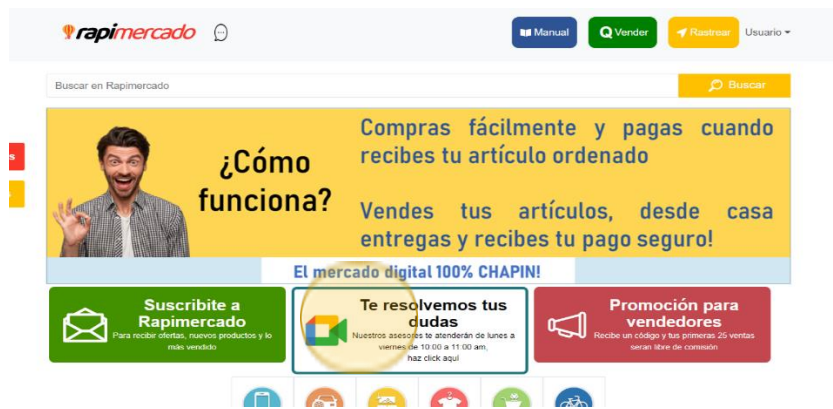 rapimercado
Manual
Vender
Rastrear
Usuario
Buscar en Rapimercado
Buscar
¿Cómo
funciona?
Compras fácilmente y pagas cuando
recibes tu artículo ordenado
Vendes tus artículos, desde casa
entregas y recibes tu pago seguro!
El mercado digital 100% CHAPIN!
Suscribite a
Rapimercado
Para recibir ofertas, nuevos productos y lo
más vendido
Te resolvemos tus
dudas
Nuestros asesores te atenderán de lunes a
viernes de 10:00 a 11:00 am,
haz click aquí
Promoción para
vendedores
Recibe un código y tus primeras 25 ventas
seran libre de comisión